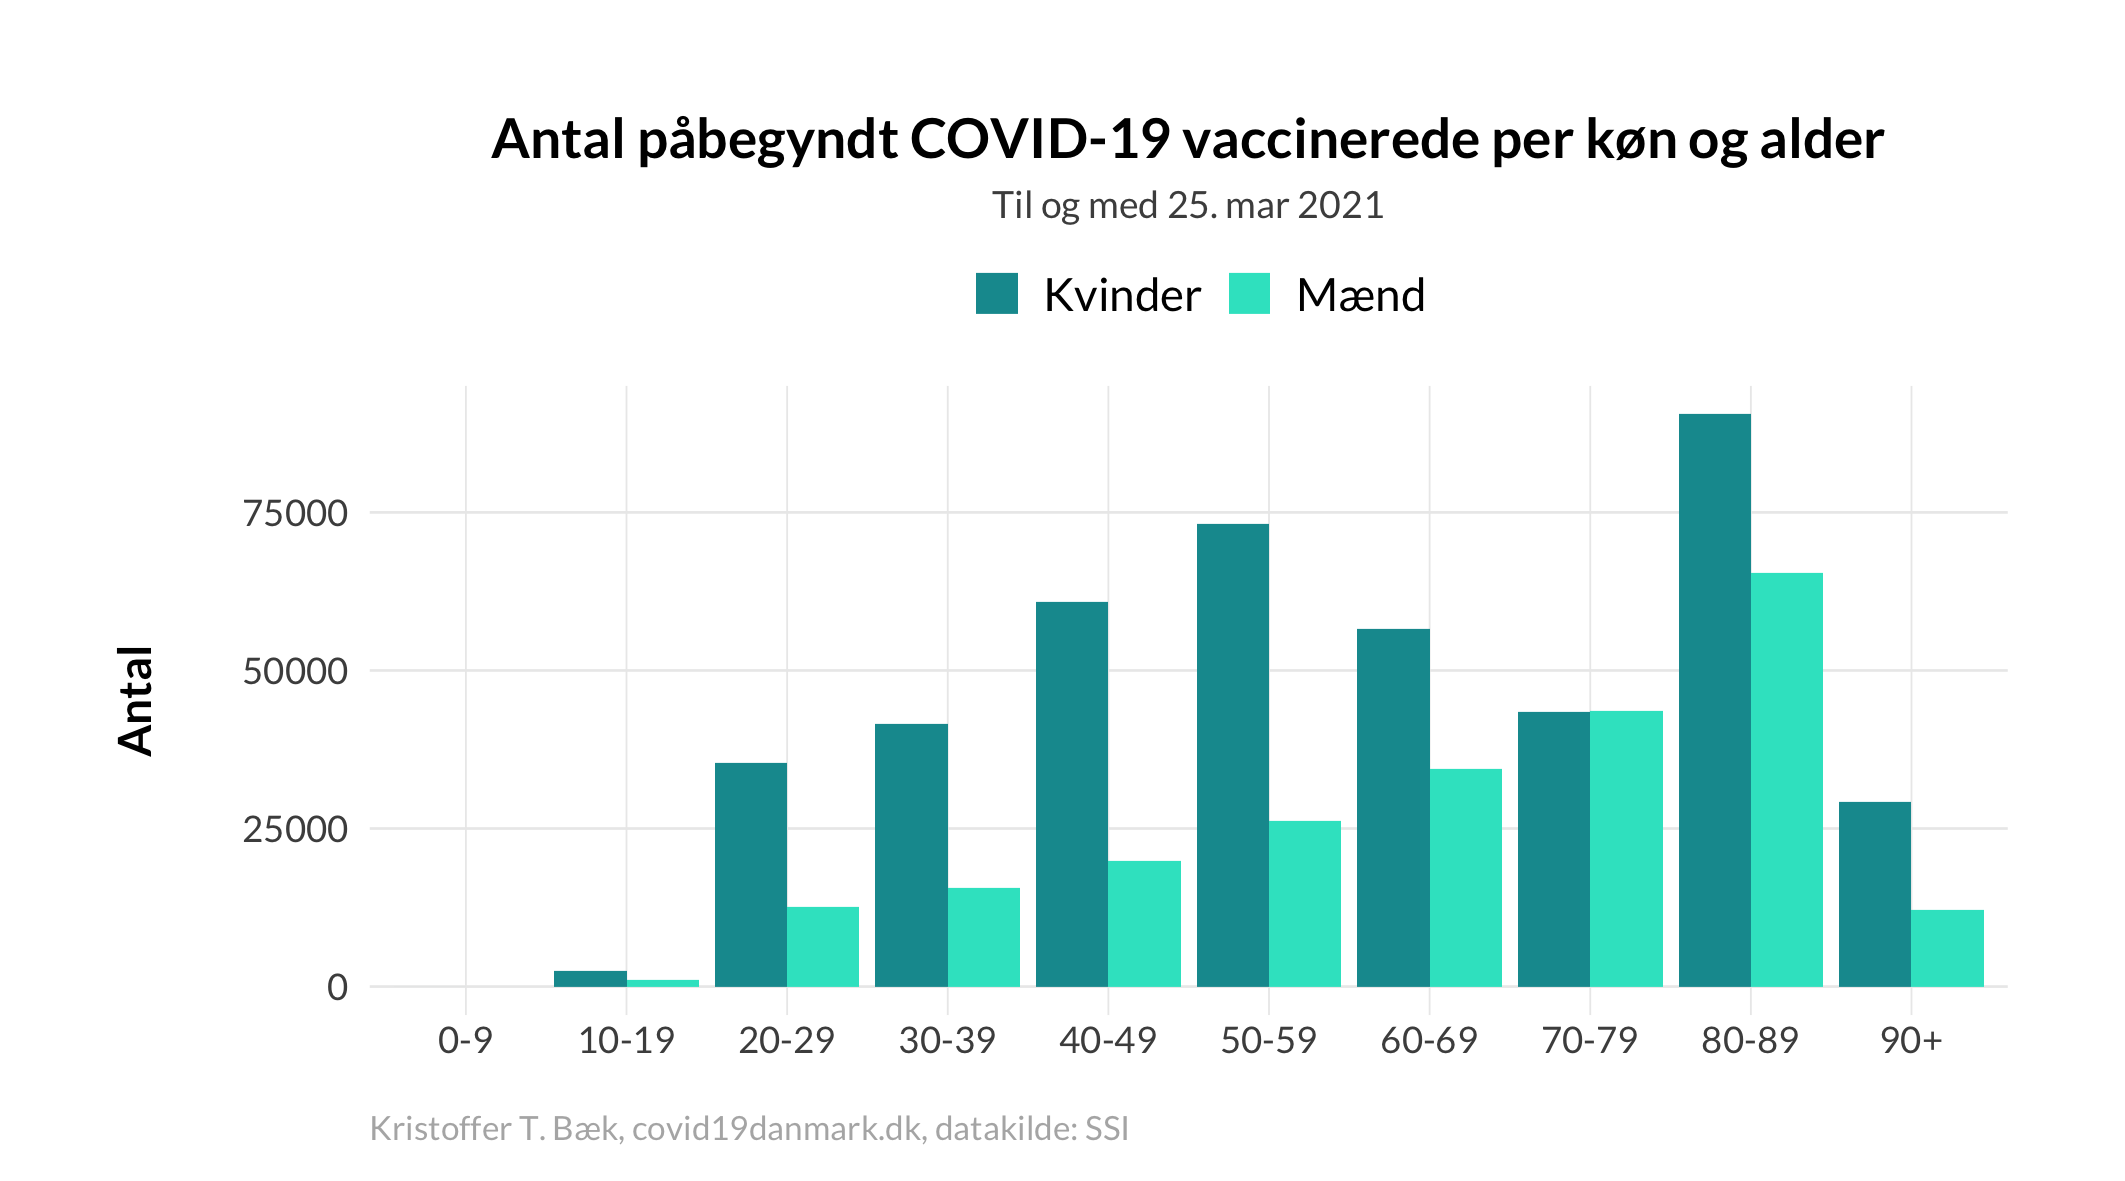 Antal påbegyndt COVID-19 vaccinerede per køn og alder
Til og med 25. mar 2021
Kvinder Mænd
Antal
75000
50000
25000
0
0-9 10-19 20-29 30-39 40-49 50-59 60-69 70-79 80-89 90+
Kristoffer T. Bæk, covid19danmark.dk, datakilde: SSI